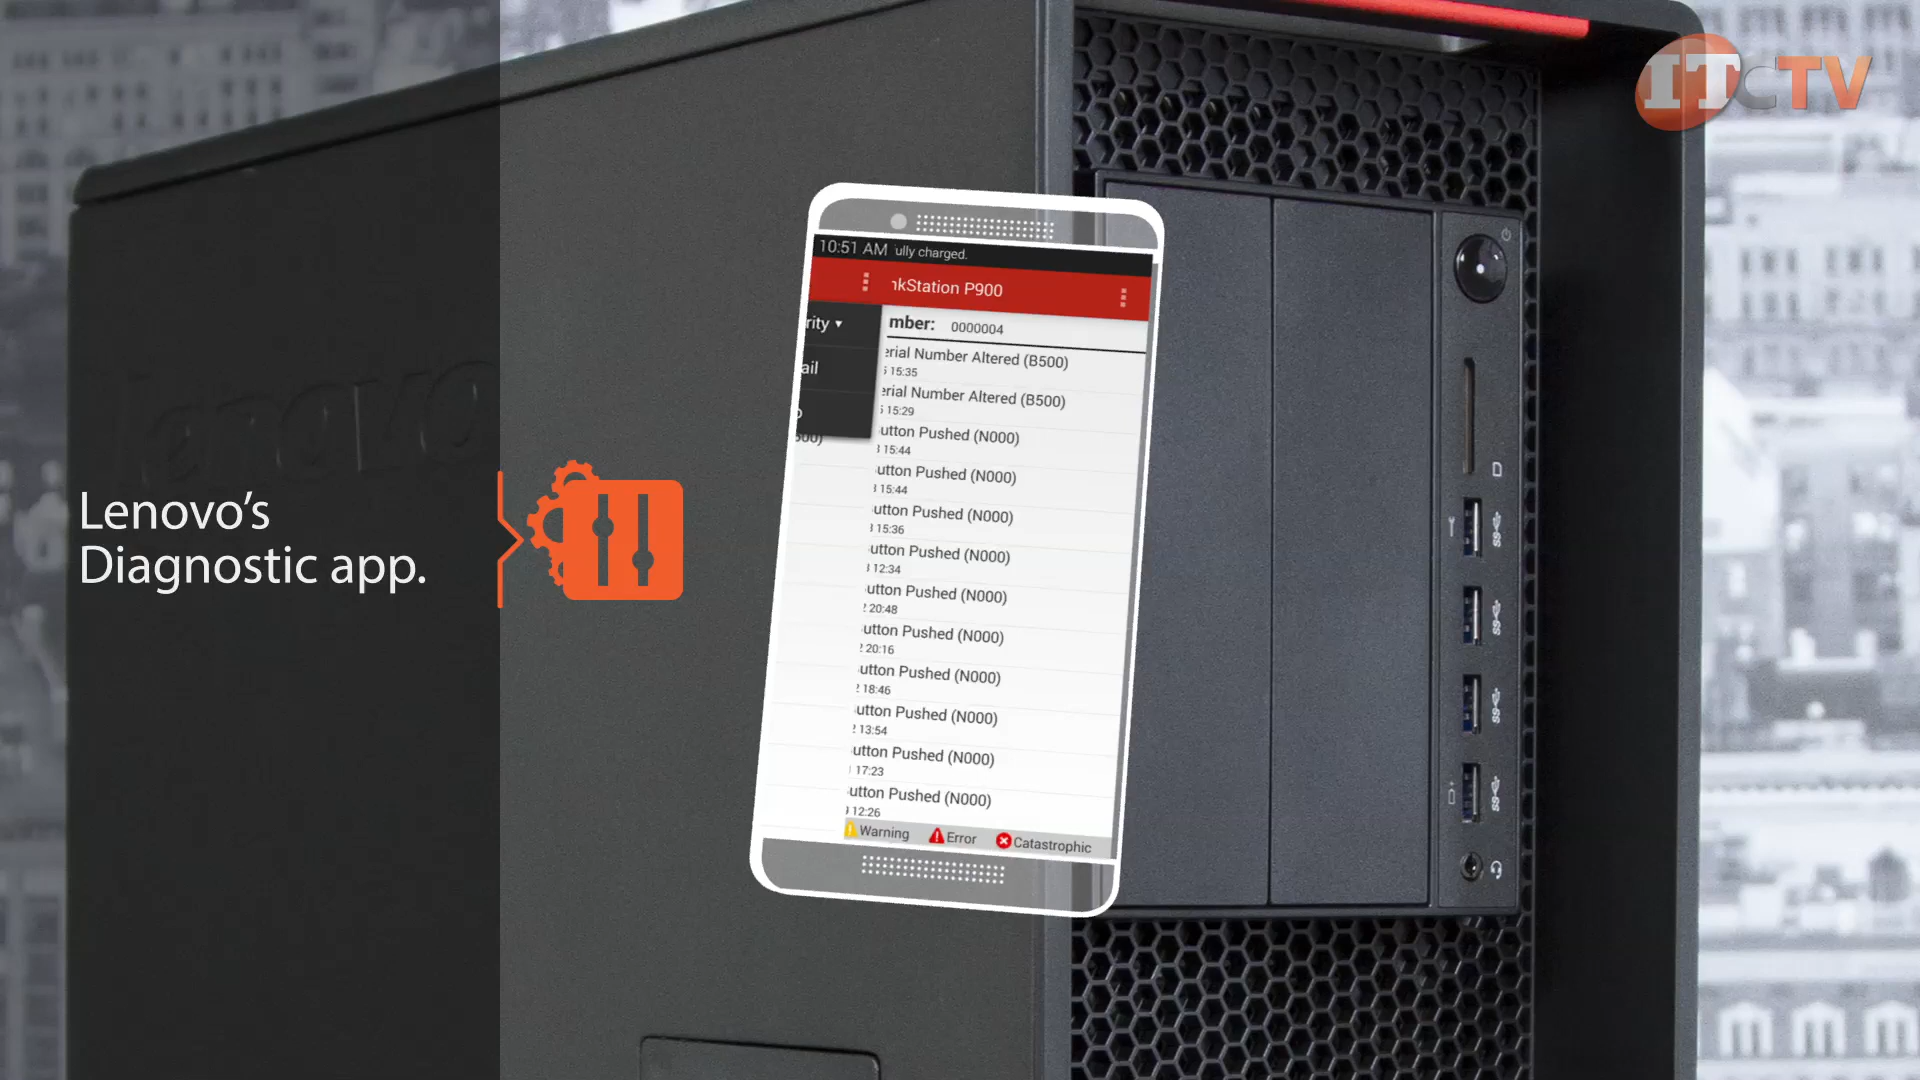 ITcTV
Lenovo
Lenovo's
Diagnostic app.
10:51 AM ully charged.
nkStation P900
rity
mber: 0000004
ail
erial Number Altered (B500)
15:35
erial Number Altered (B500)
15:29
utton Pushed (N000)
15:44
utton Pushed (N000)
15:44
utton Pushed (N000)
15:36
utton Pushed (N000)
12:34
utton Pushed (N000)
20:48
utton Pushed (N000)
20:16
utton Pushed (N000)
18:46
utton Pushed (N000)
13:54
utton Pushed (N000)
17:23
utton Pushed (N000)
12:26
Warning Error Catastrophic